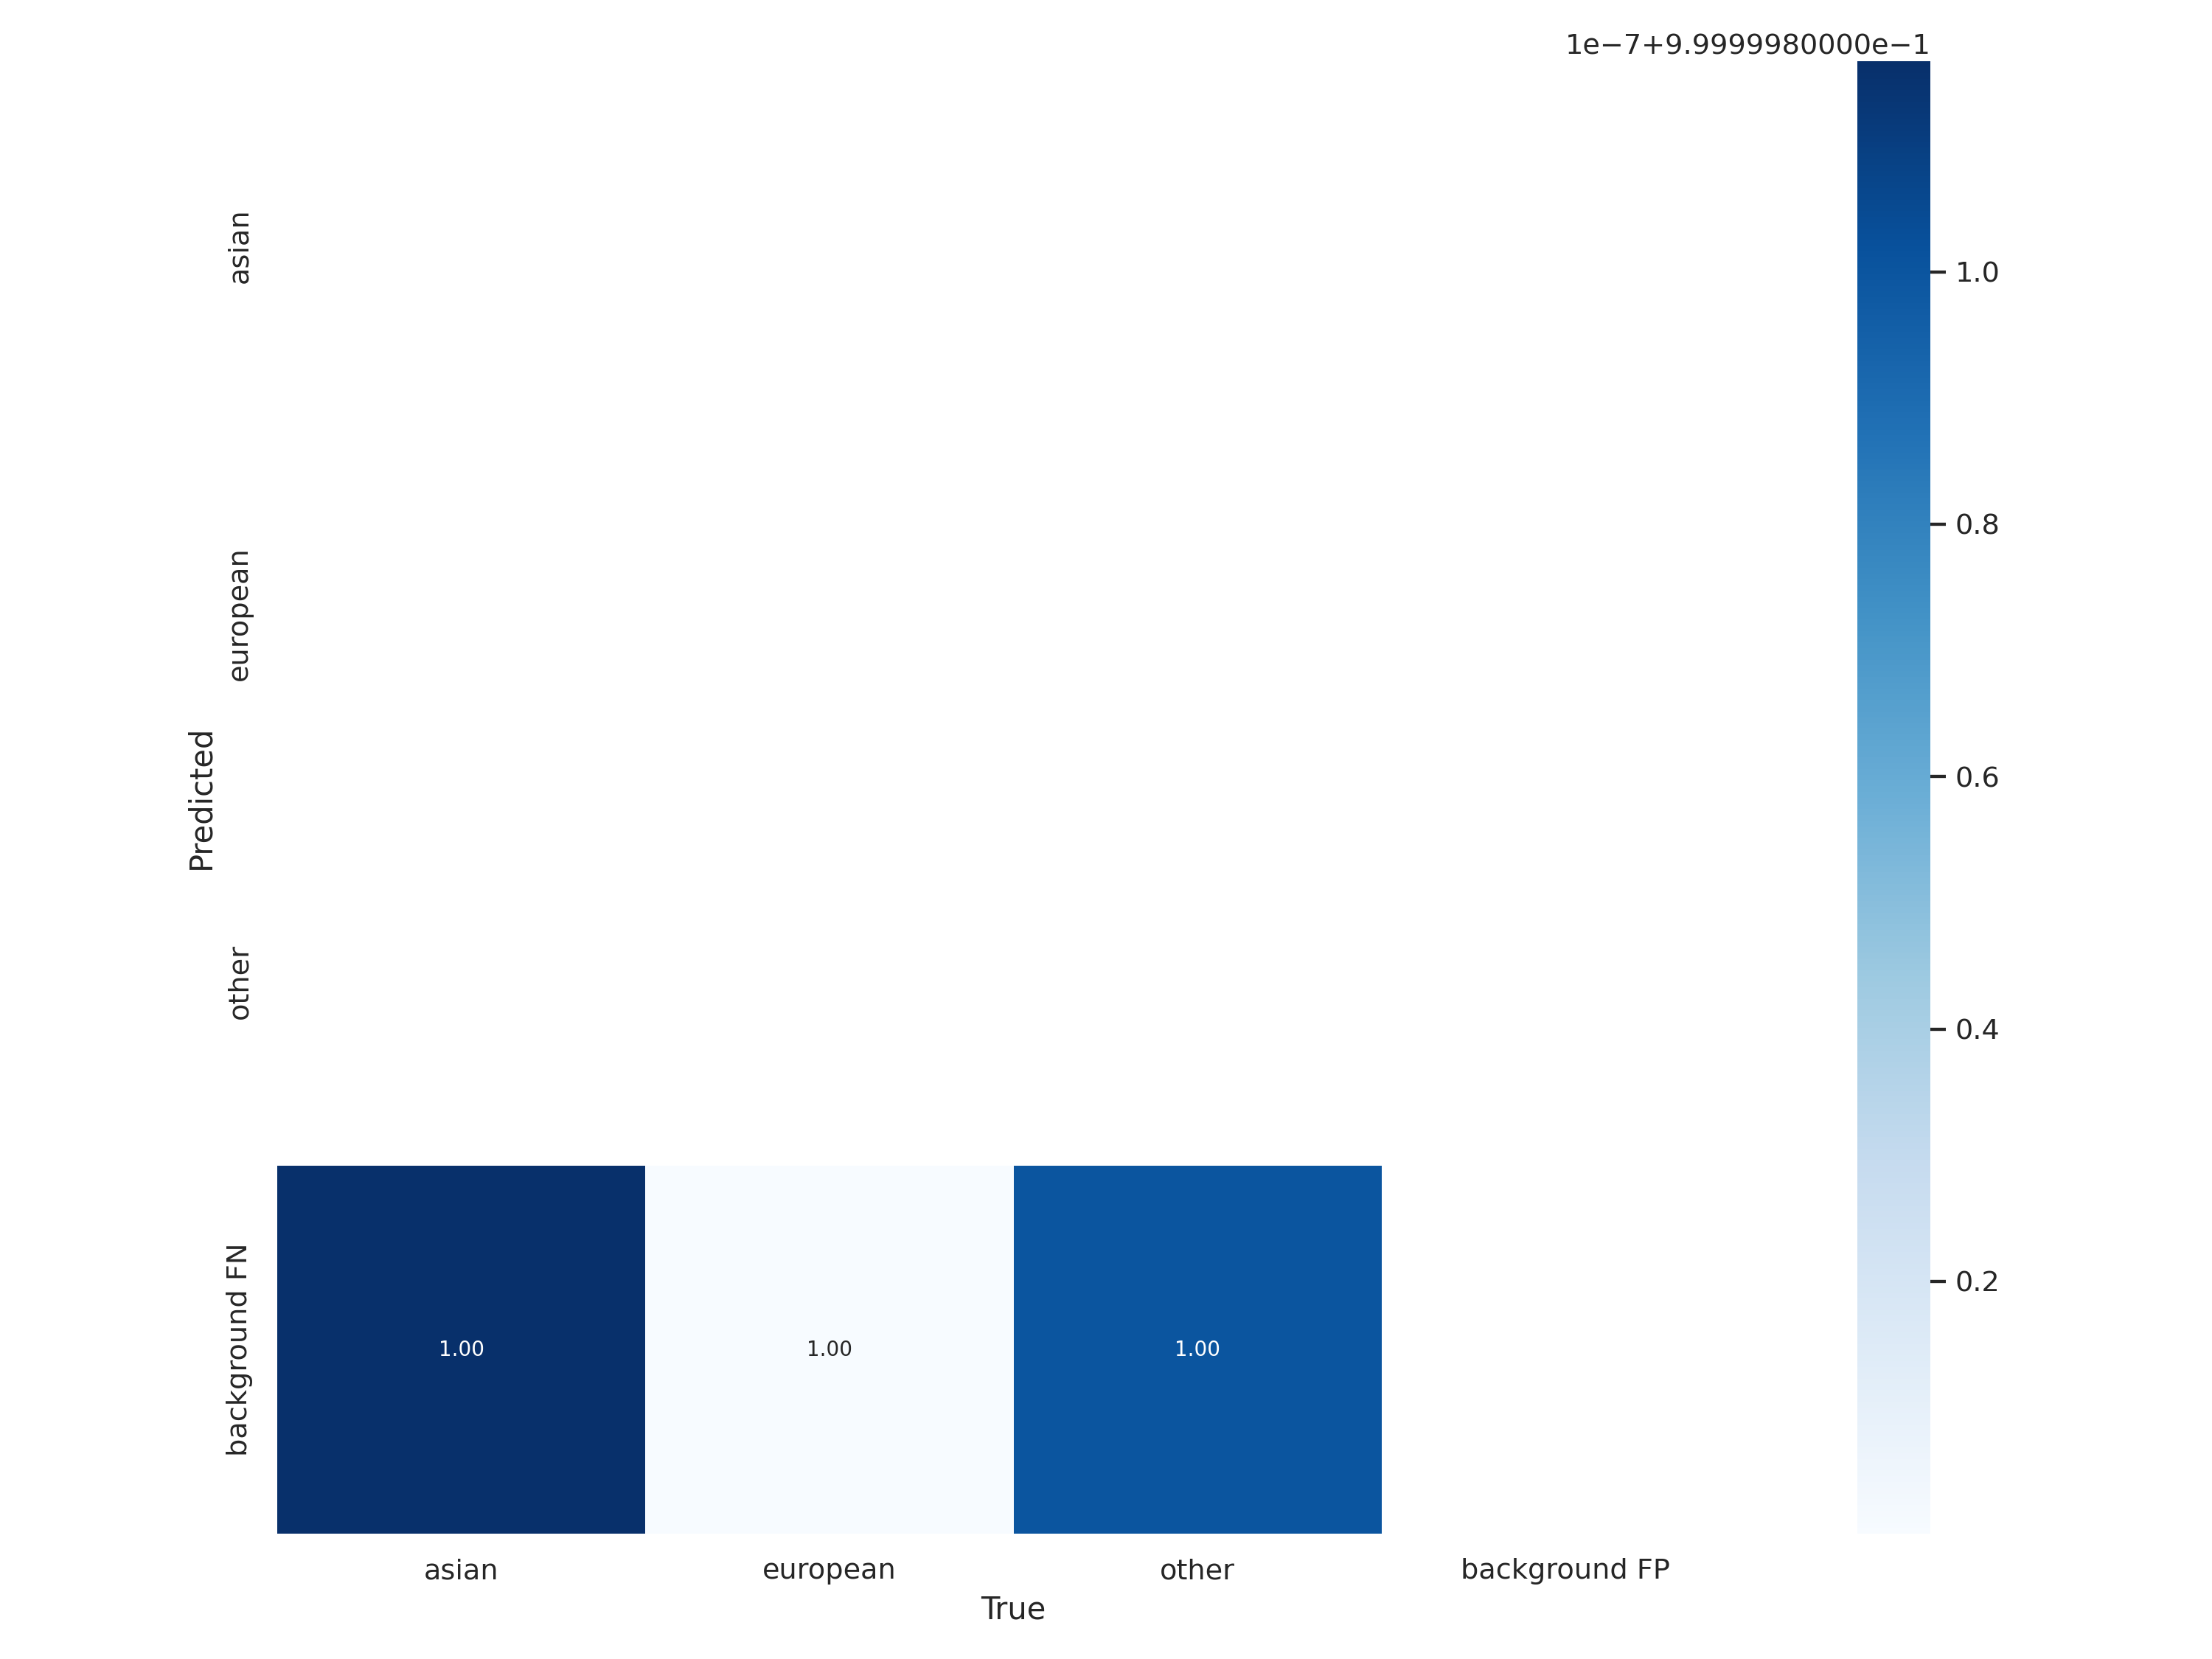 1e−7+9.9999980000e−1
1.0
0.8
0.6
0.4
0.2
Predicted
asian
european
other
background FN
1.00 1.00 1.00
asian european other background FP
True